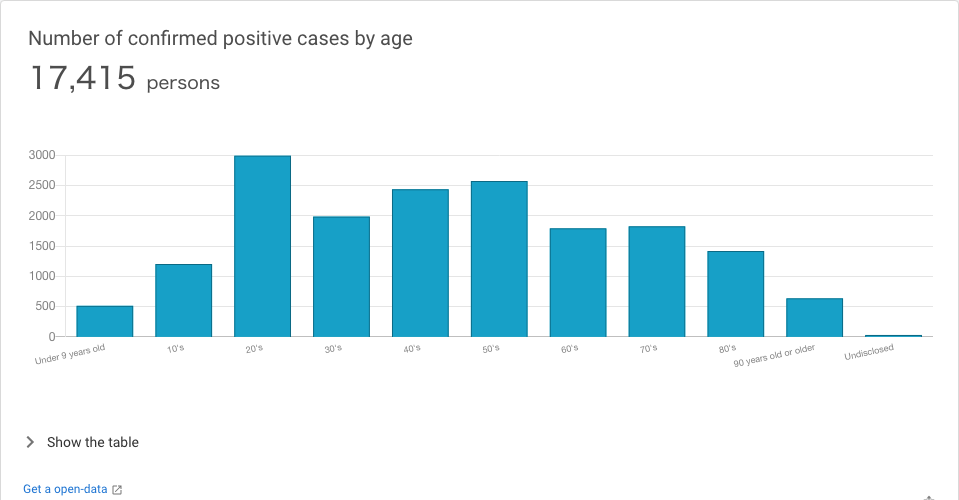 Number of confirmed positive cases by age
17,415 persons
3000
2500
2000
1500
1000
500
0
Under 9 years old
10's
20's
30's
40's
50's
60's
70's
80's
90 years old or older
Undisclosed
Show the table
Get a open-data